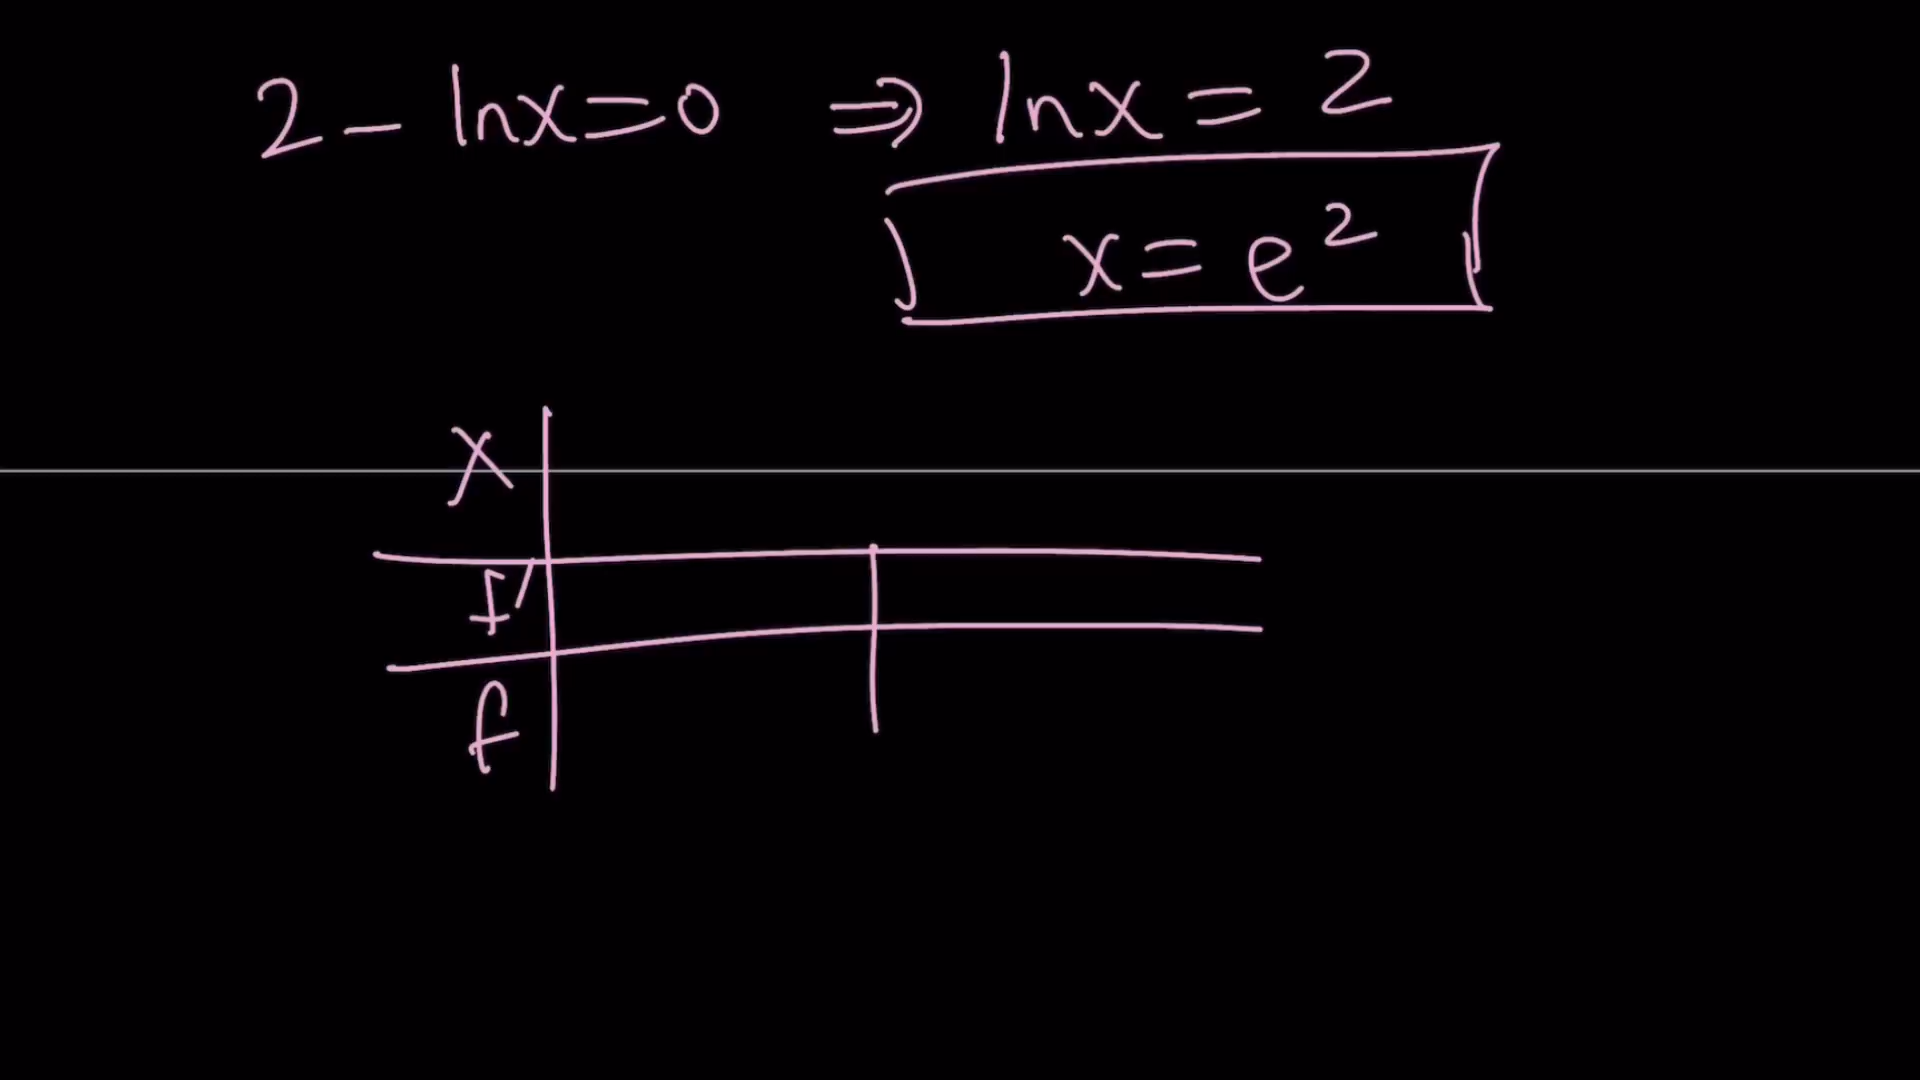 2 - lnx = 0 ⇒ lnx = 2
x = e²
x
f'
f